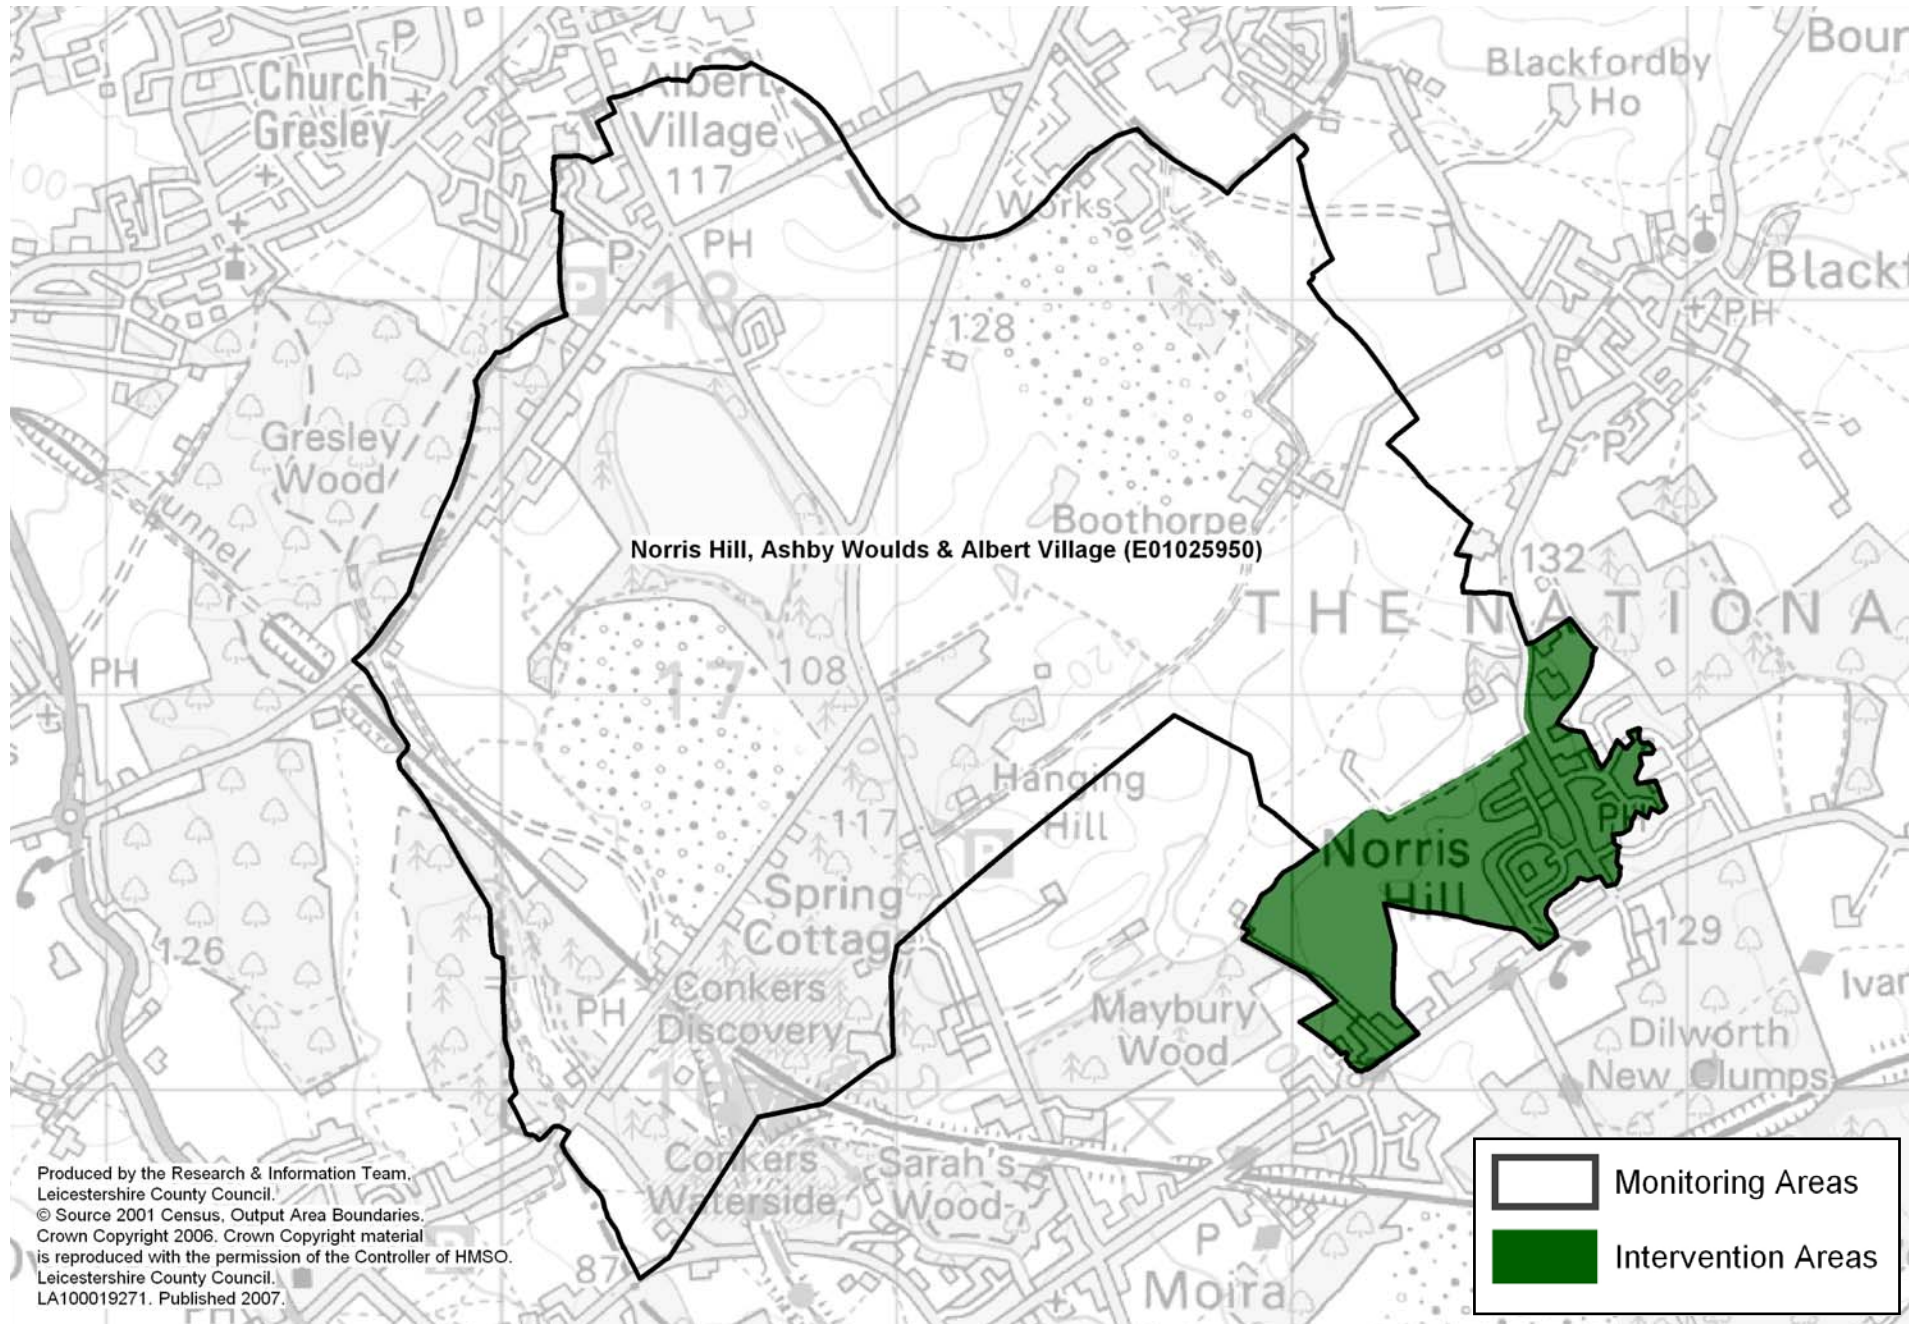 P
Bour
Church
Gresley
Albert
Village
117
Blackfordby
Ho
Works
PH
P
P
18
Blackf
PH
128
Gresley
Wood
P
Tunnel
Boothorpe
Norris Hill, Ashby Woulds & Albert Village (E01025950)
132
THE NATIONA
PH
108
17
Hanging
Hill
117
P
Norris
Hill
PH
Spring
Cottage
126
129
Conkers
Discovery
PH
Maybury
Wood
Ivan
Dilworth
New Clumps
Conkers
Waterside
Sarah's
Wood
87
P
Moira
PH
Produced by the Research & Information Team,
Leicestershire County Council.
© Source 2001 Census, Output Area Boundaries.
Crown Copyright 2006. Crown Copyright material
is reproduced with the permission of the Controller of HMSO.
Leicestershire County Council.
LA100019271. Published 2007.
Monitoring Areas
Intervention Areas